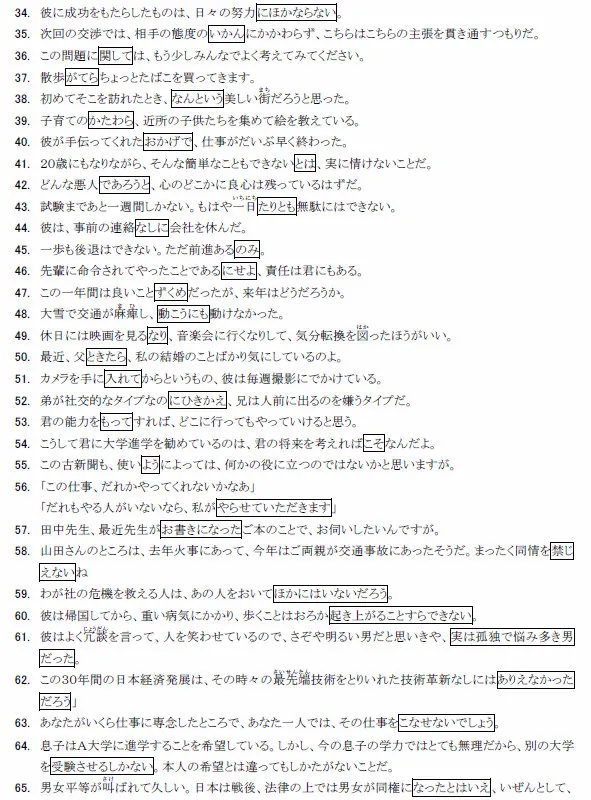 34. 彼に成功をもたらしたものは、日々の努力にほかならない。
35. 次回の交渉では、相手の態度のいかんにかかわらず、こちらはこちらの主張を貫き通すつもりだ。
36. この問題に関しては、もう少しみんなでよく考えてみてください。
37. 散歩がてらちょっとたばこを買ってきます。
38. 初めてそこを訪れたとき、なんという美しい街だろうと思った。
39. 子育てのかたわら、近所の子供たちを集めて絵を教えている。
40. 彼が手伝ってくれたおかげで、仕事がだいぶ早く終わった。
41. 20歳にもなりながら、そんな簡単なこともできないとは、実に情けないことだ。
42. どんな悪人であろうと、心のどこかに良心は残っているはずだ。
43. 試験まであと一週間しかない。もはや一日たりとも無駄にはできない。
44. 彼は、事前の連絡なしに会社を休んだ。
45. 一歩も後退はできない。ただ前進あるのみ。
46. 先輩に命令されてやったことであるにせよ、責任は君にもある。
47. この一年間は良いことずくめだったが、来年はどうだろうか。
48. 大雪で交通が麻痺し、動こうにも動けなかった。
49. 休日には映画を見るなり、音楽会に行くなりして、気分転換を図ったほうがいい。
50. 最近、父ときたら、私の結婚のことばかり気にしているのよ。
51. カメラを手に入れてからというもの、彼は毎週撮影にでかけている。
52. 弟が社交的なタイプなのにひきかえ、兄は人前に出るのを嫌うタイプだ。
53. 君の能力をもってすれば、どこに行ってもやっていけると思う。
54. こうして君に大学進学を勧めているのは、君の将来を考えればこそなんだよ。
55. この古新聞も、使いようによっては、何かの役に立つのではないかと思いますが。
56. 「この仕事、だれかやってくれないかなあ」
「だれもやる人がいないなら、私がやらせていただきます」
57. 田中先生、最近先生がお書きになったご本のことで、お伺いしたいんですが。
58. 山田さんのところは、去年火事にあって、今年はご両親が交通事故にあったそうだ。まったく同情を禁じ
えないね
59. わが社の危機を救える人は、あの人をおいてほかにはいないだろう。
60. 彼は帰国してから、重い病気にかかり、歩くことはおろか起き上がることすらできない。
61. 彼はよく冗談を言って、人を笑わせているので、さぞや明るい男だと思いきや、実は孤独で悩み多き男
だった。
62. この30年間の日本経済発展は、その時々の最先端技術をとりいれた技術革新なしにはありえなかった
だろう」
63. あなたがいくら仕事に専念したところで、あなた一人では、その仕事をこなせないでしょう。
64. 息子はA大学に進学することを希望している。しかし、今の息子の学力ではとても無理だから、別の大学
を受験させるしかない。本人の希望とは違ってもしかたがないことだ。
65. 男女平等が叫ばれて久しい。日本は戦後、法律の上では男女が同権になったとはいえ、いぜんとして、